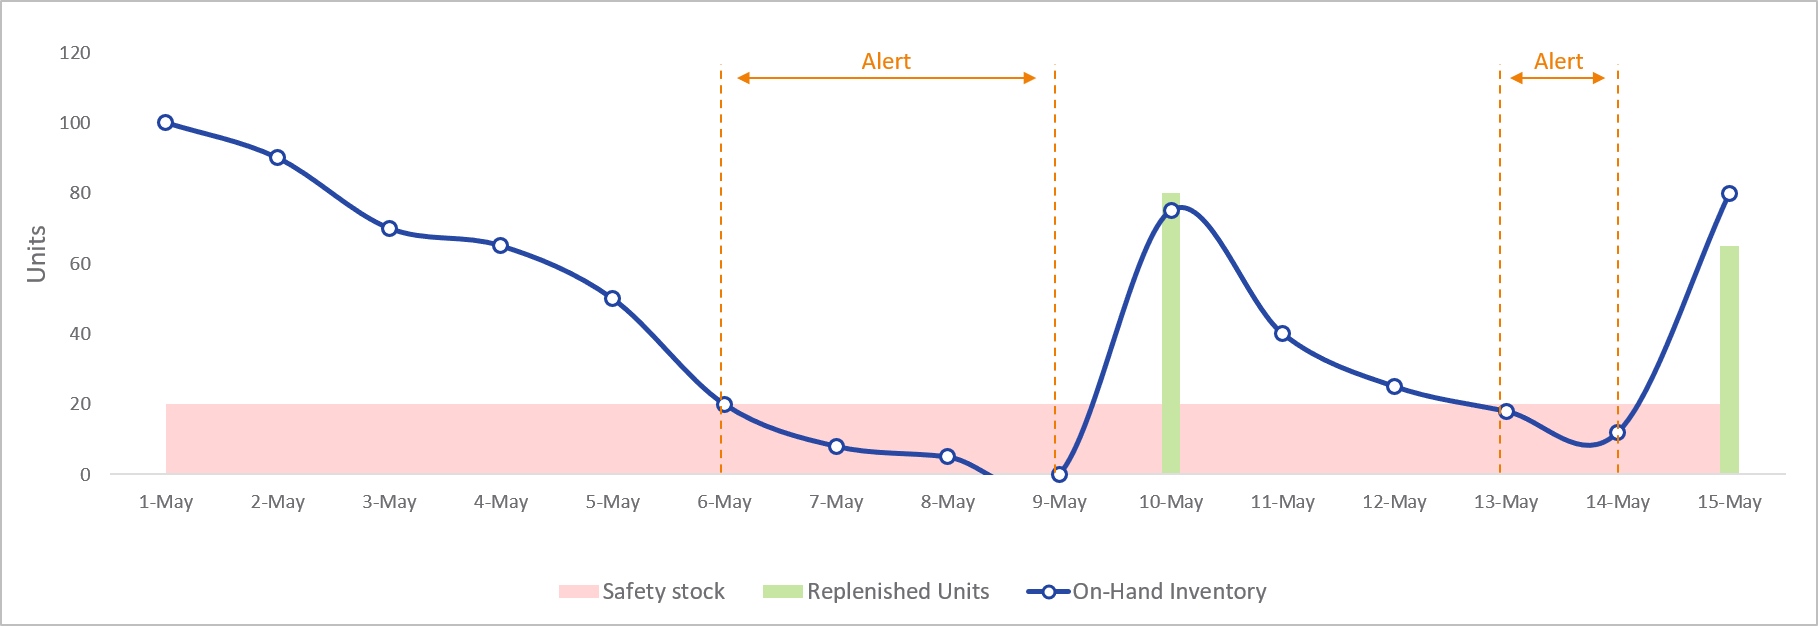 Alert
Alert
120
100
80
60
40
20
0
Units
1-May
2-May
3-May
4-May
5-May
6-May
7-May
8-May
9-May
10-May
11-May
12-May
13-May
14-May
15-May
Safety stock
Replenished Units
On-Hand Inventory